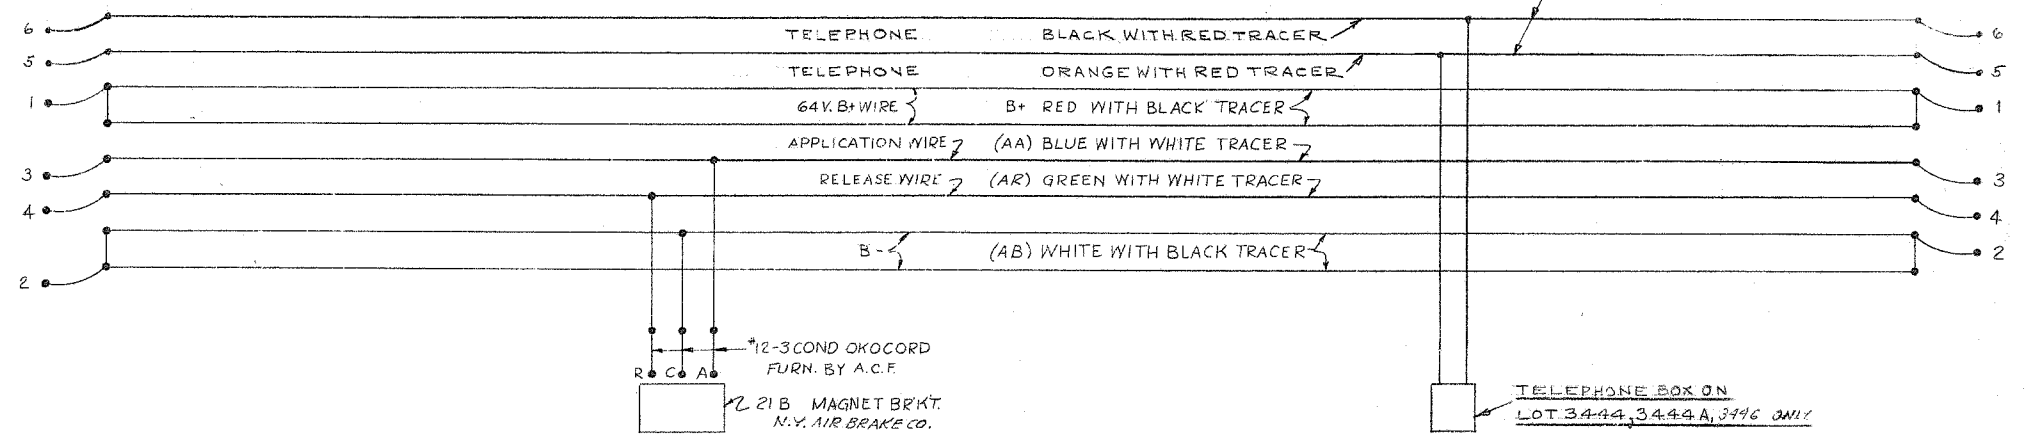 6 TELEPHONE BLACK WITH RED TRACER 6
5 TELEPHONE ORANGE WITH RED TRACER 5
1 64V. B+ WIRE B+ RED WITH BLACK TRACER 1
APPLICATION WIRE (AA) BLUE WITH WHITE TRACER
3 RELEASE WIRE (AR) GREEN WITH WHITE TRACER 3
4 4
B- (AB) WHITE WITH BLACK TRACER 2
2
#12-3 COND OKOCORD
FURN. BY A.C.F.
R C A
21B MAGNET BRKT.
N.Y. AIR BRAKE CO.
TELEPHONE BOX ON
LOT 3444, 3444A, 3446 ONLY